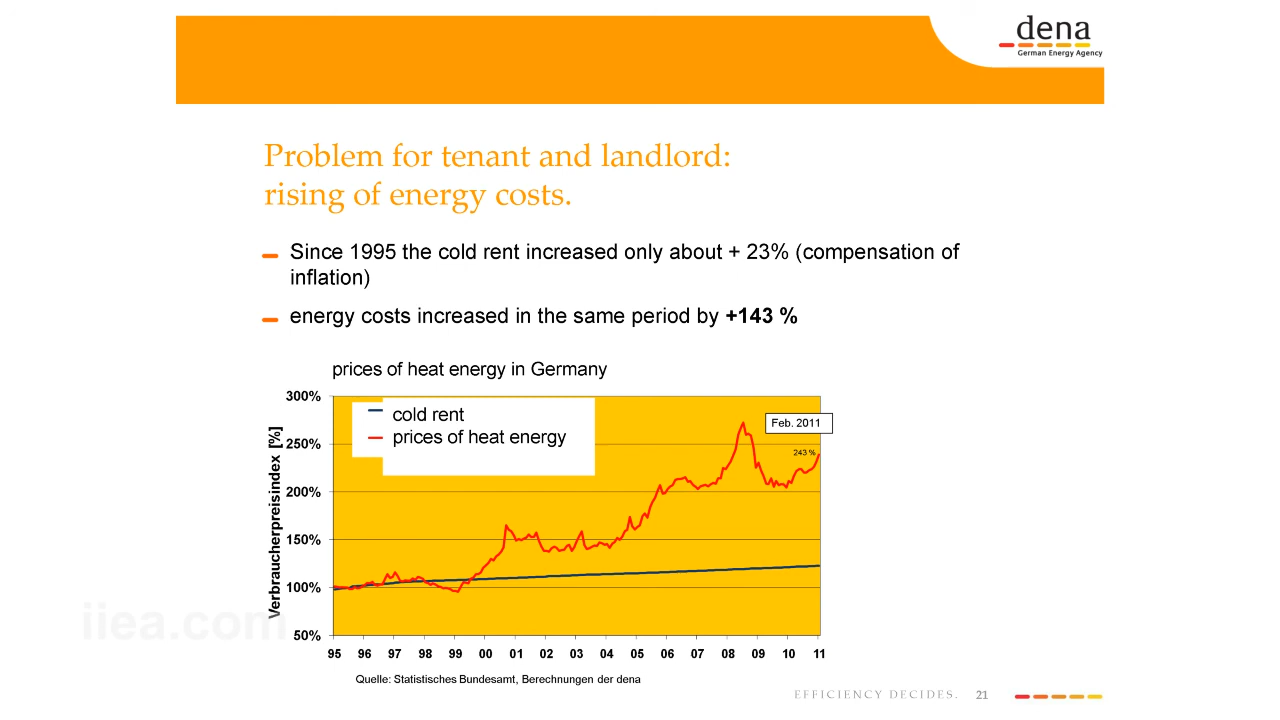 dena
German Energy Agency
Problem for tenant and landlord:
rising of energy costs.
Since 1995 the cold rent increased only about + 23% (compensation of
inflation)
energy costs increased in the same period by +143 %
prices of heat energy in Germany
300%
250%
200%
150%
100%
50%
Verbraucherpreisindex [%]
cold rent
prices of heat energy
Feb. 2011
243 %
95 96 97 98 99 00 01 02 03 04 05 06 07 08 09 10 11
Quelle: Statistisches Bundesamt, Berechnungen der dena
iiea.com
EFFICIENCY DECIDES. 21